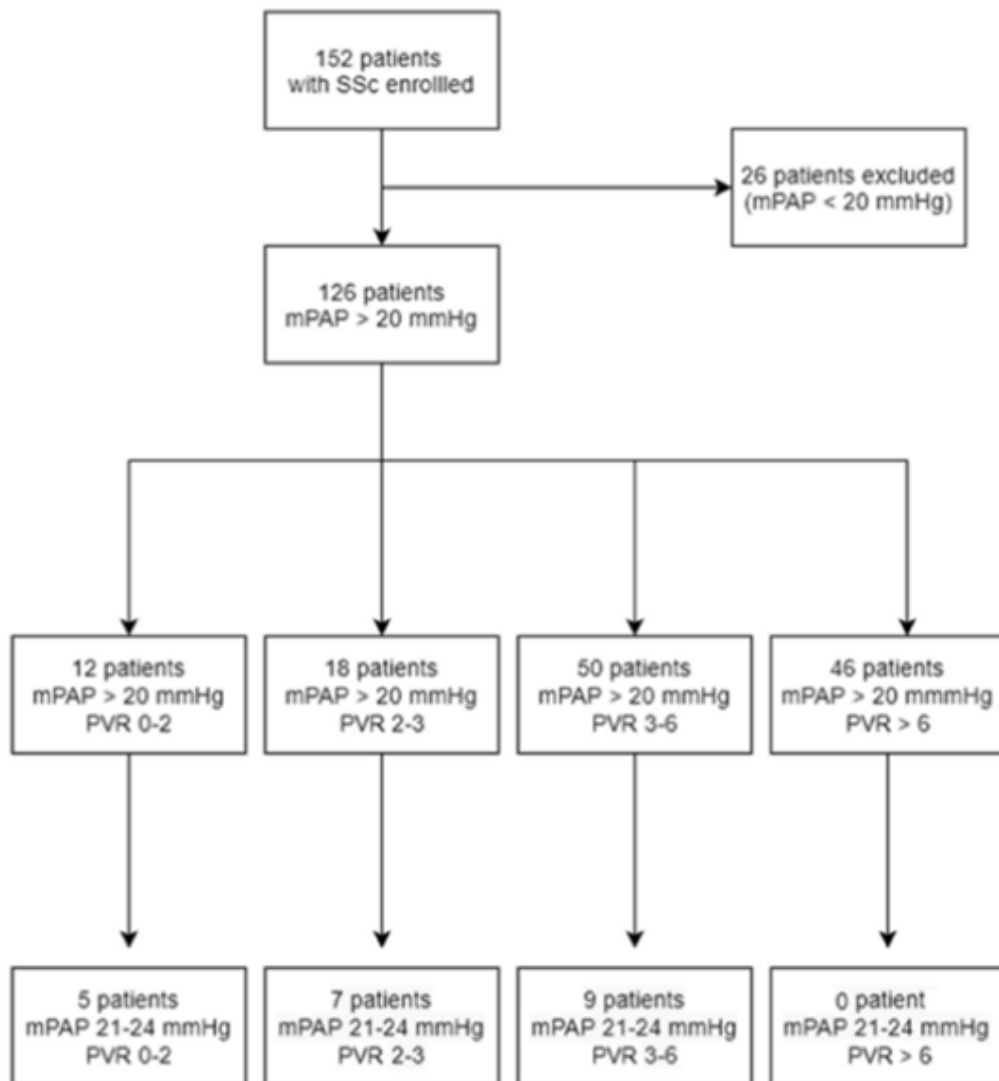 152 patients
with SSc enrollled
26 patients excluded
(mPAP < 20 mmHg)
126 patients
mPAP > 20 mmHg
12 patients
mPAP > 20 mmHg
PVR 0-2
18 patients
mPAP > 20 mmHg
PVR 2-3
50 patients
mPAP > 20 mmHg
PVR 3-6
46 patients
mPAP > 20 mmmHg
PVR > 6
5 patients
mPAP 21-24 mmHg
PVR 0-2
7 patients
mPAP 21-24 mmHg
PVR 2-3
9 patients
mPAP 21-24 mmHg
PVR 3-6
0 patient
mPAP 21-24 mmHg
PVR > 6